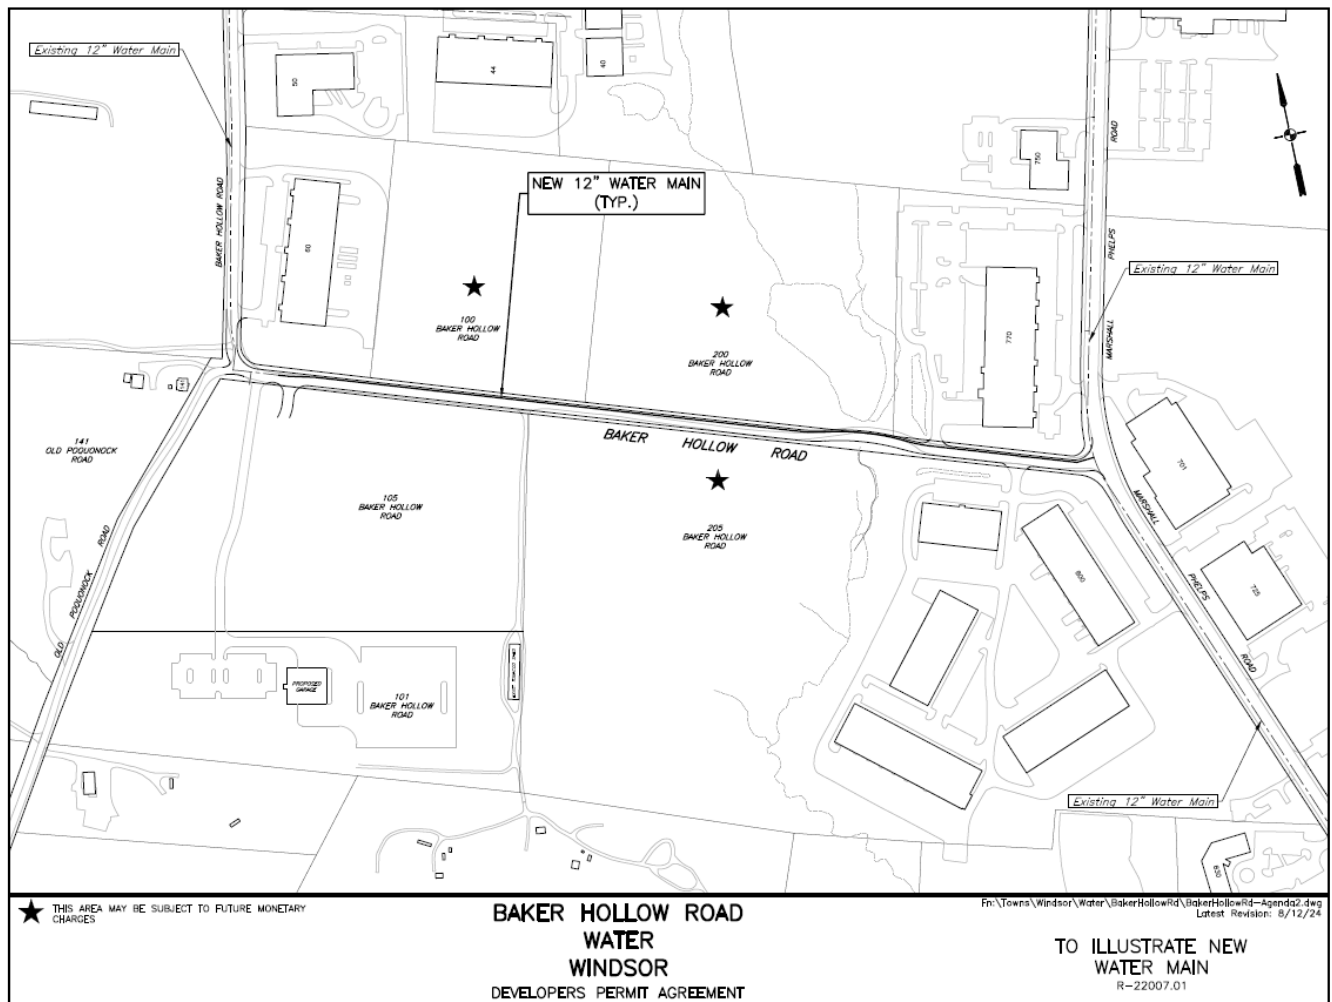 Existing 12" Water Main
50
44
40
ROAD
750
NEW 12" WATER MAIN
(TYP.)
BAKER HOLLOW ROAD
60
PHELPS
Existing 12" Water Main
100
BAKER HOLLOW
ROAD
200
BAKER HOLLOW
ROAD
770
MARSHALL
141
141
OLD POQUONOCK
ROAD
BAKER HOLLOW ROAD
701
MARSHALL
105
BAKER HOLLOW
ROAD
205
BAKER HOLLOW
ROAD
ROAD
POQUONOCK
OLD
800
PHELPS
725
ROAD
PROPOSED
GARAGE
101
BAKER HOLLOW
ROAD
Existing 12" Water Main
630
THIS AREA MAY BE SUBJECT TO FUTURE MONETARY
CHARGES
BAKER HOLLOW ROAD
WATER
WINDSOR
DEVELOPERS PERMIT AGREEMENT
Fn:\Towns\Windsor\Water\BakerHollowRd\BakerHollowRd-Agenda2.dwg
Latest Revision: 8/12/24
TO ILLUSTRATE NEW
WATER MAIN
R-22007.01